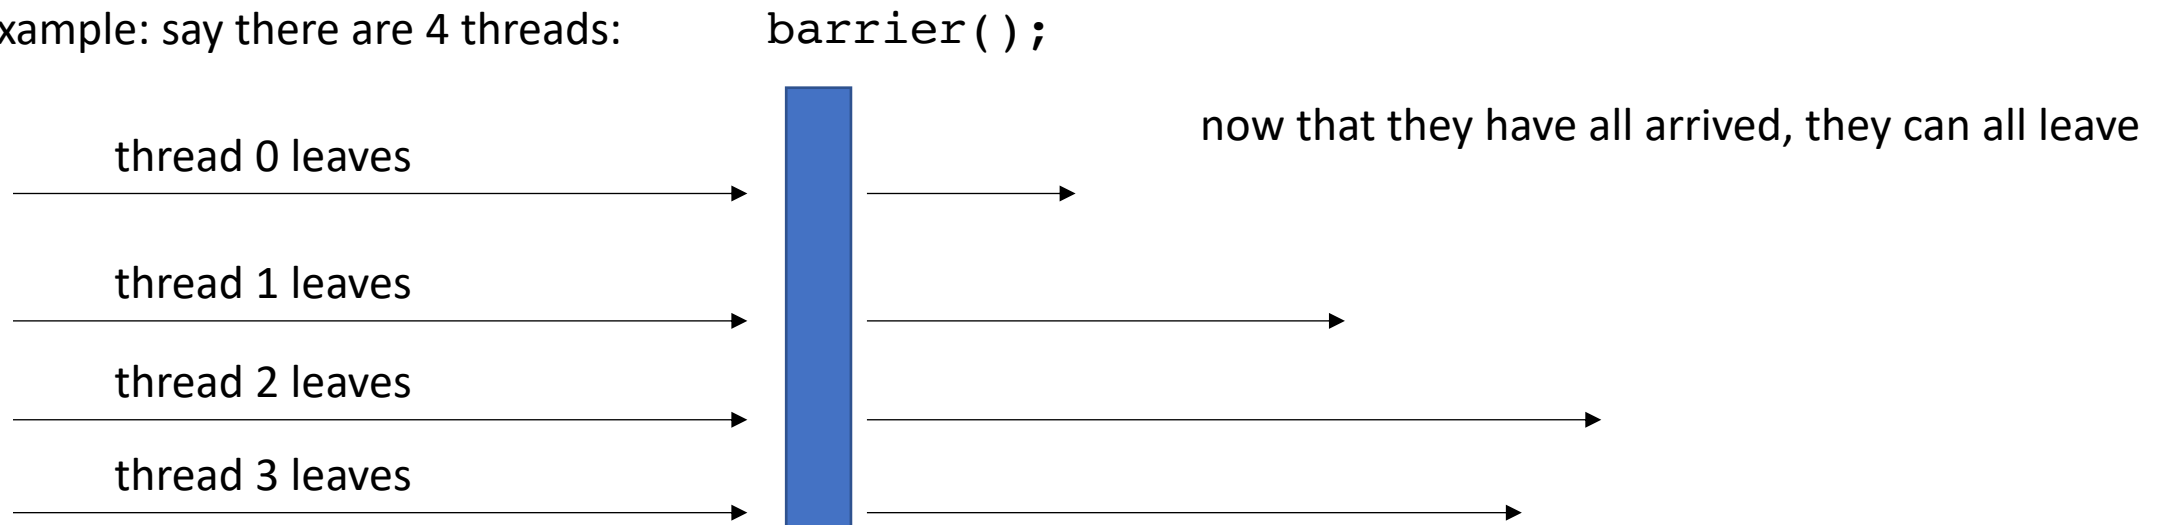 xample: say there are 4 threads:
barrier();
now that they have all arrived, they can all leave
thread 0 leaves
thread 1 leaves
thread 2 leaves
thread 3 leaves